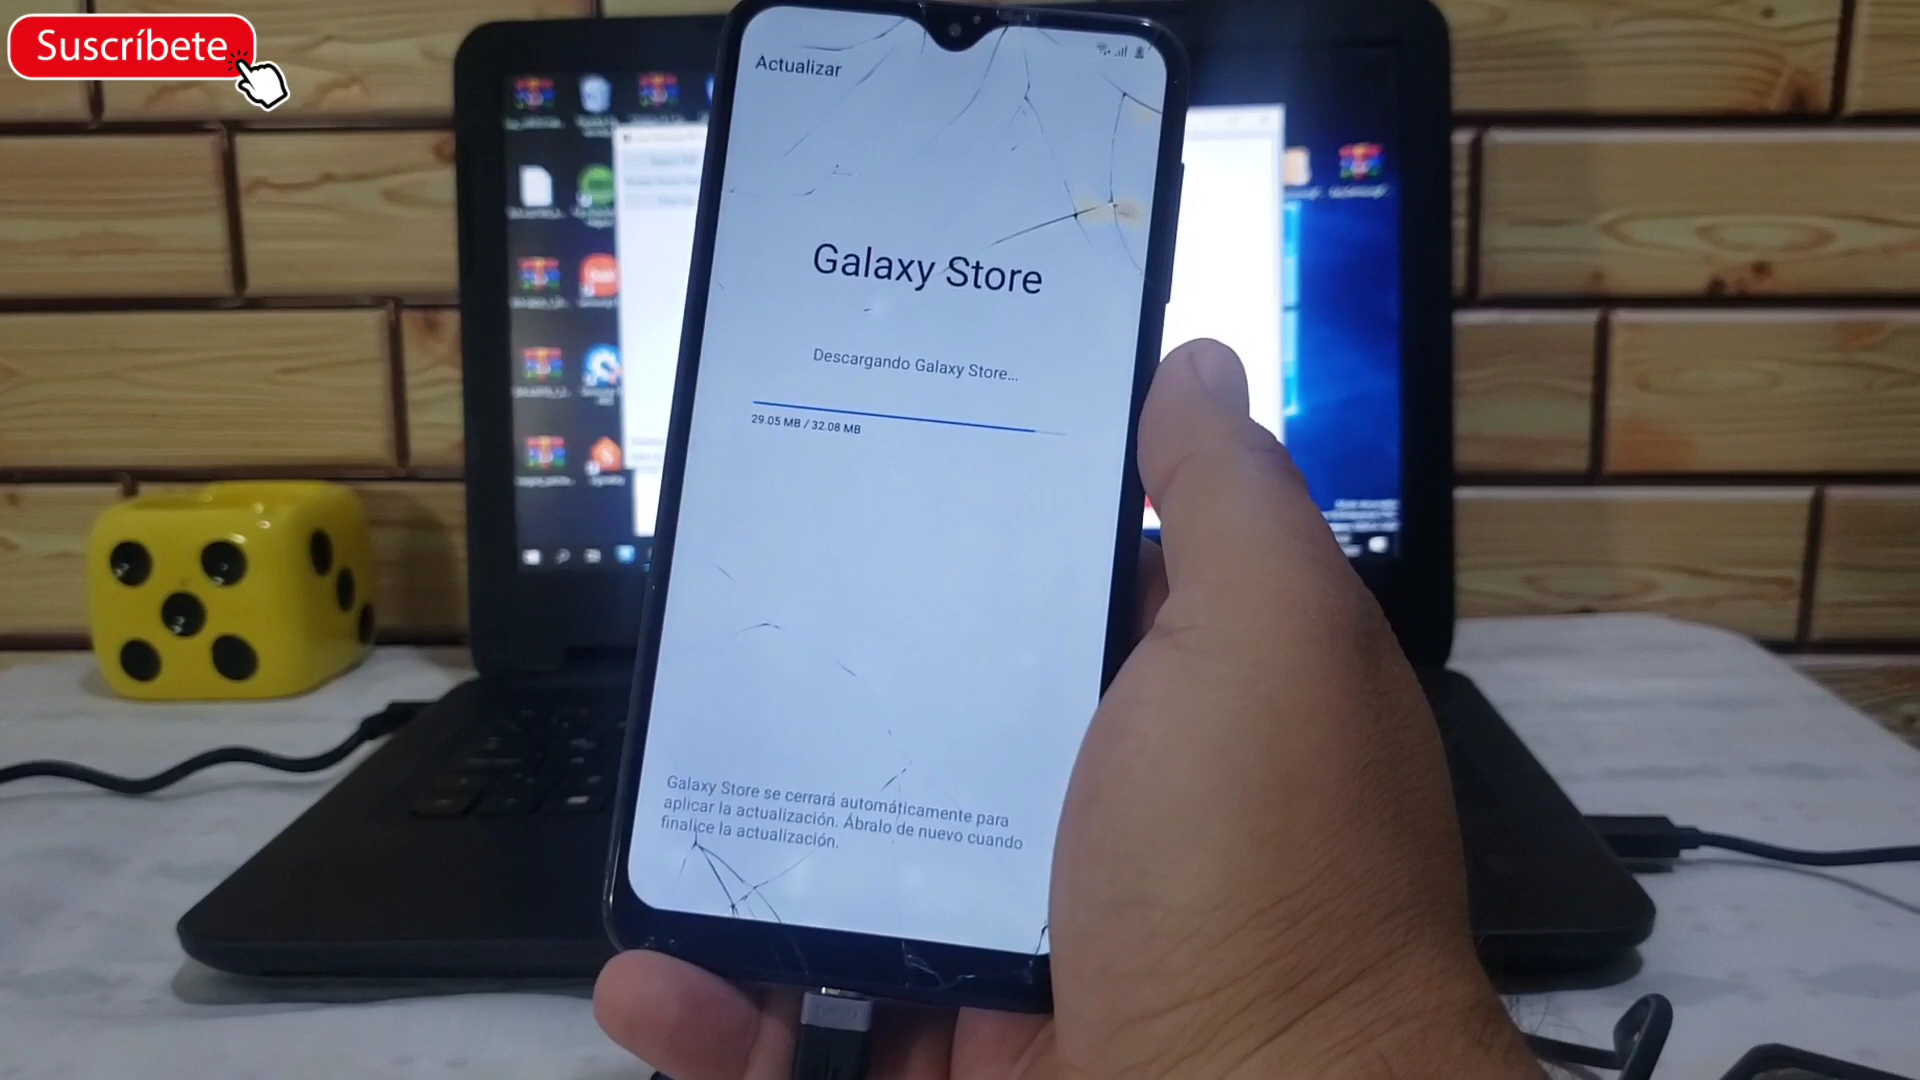 Suscríbete
Actualizar
Galaxy Store
Descargando Galaxy Store...
29.05 MB / 32.08 MB
Galaxy Store se cerrará automáticamente para
aplicar la actualización. Ábralo de nuevo cuando
finalice la actualización.